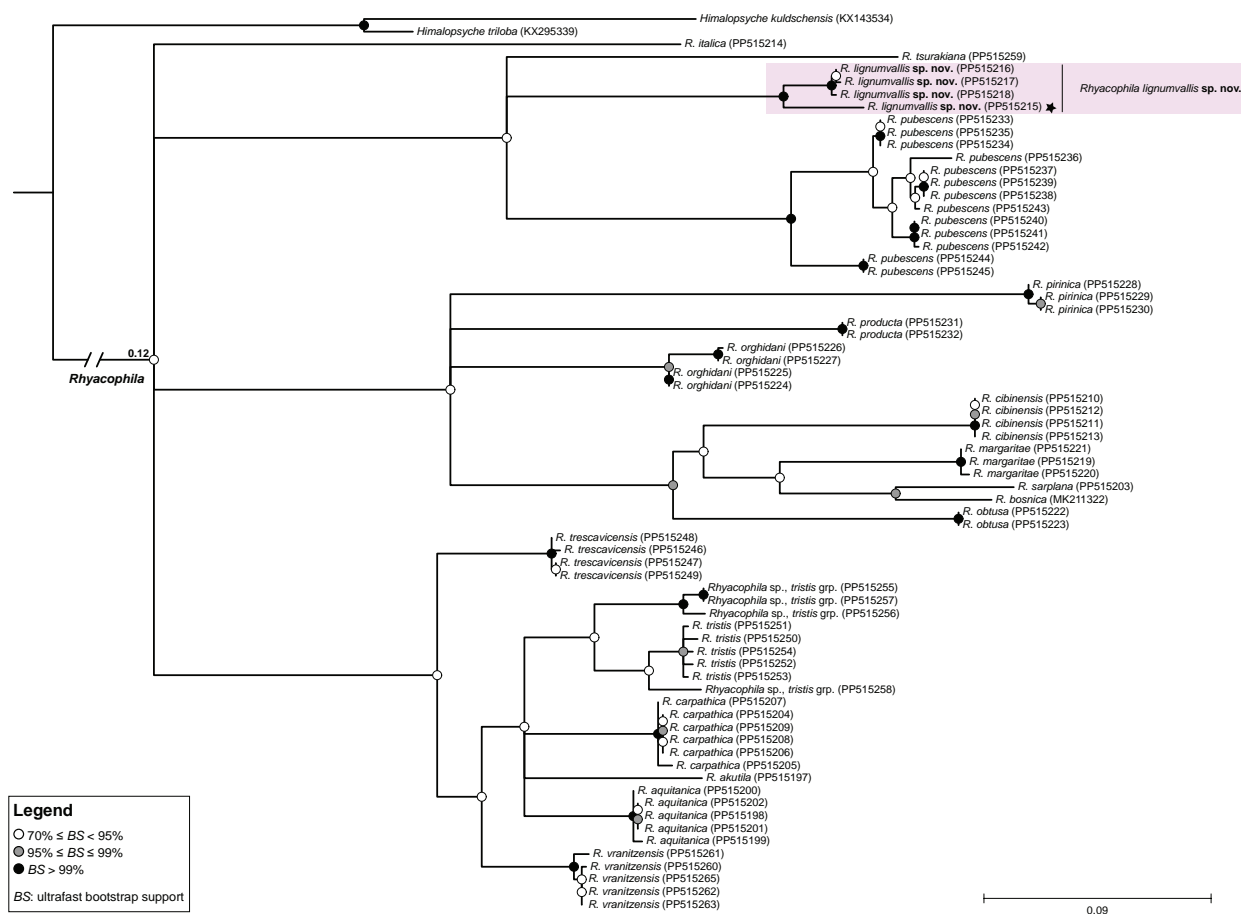 Himalopsyche kuldschensis (KX143534)
Himalopsyche triloba (KX295339)
R. italica (PP515214)
R. tsurakiana (PP515259)
R. lignumvallis sp. nov. (PP515216)
R. lignumvallis sp. nov. (PP515217)
R. lignumvallis sp. nov. (PP515218)
R. lignumvallis sp. nov. (PP515215)
Rhyacophila lignumvallis sp. nov.
R. pubescens (PP515233)
R. pubescens (PP515235)
R. pubescens (PP515234)
R. pubescens (PP515236)
R. pubescens (PP515237)
R. pubescens (PP515239)
R. pubescens (PP515238)
R. pubescens (PP515243)
R. pubescens (PP515240)
R. pubescens (PP515241)
R. pubescens (PP515242)
R. pubescens (PP515244)
R. pubescens (PP515245)
R. pirinica (PP515228)
R. pirinica (PP515229)
R. pirinica (PP515230)
R. producta (PP515231)
R. producta (PP515232)
R. orghidani (PP515226)
R. orghidani (PP515227)
R. orghidani (PP515225)
R. orghidani (PP515224)
0.12
Rhyacophila
R. cibinensis (PP515210)
R. cibinensis (PP515212)
R. cibinensis (PP515211)
R. cibinensis (PP515213)
R. margaritae (PP515221)
R. margaritae (PP515219)
R. margaritae (PP515220)
R. sarplana (PP515203)
R. bosnica (MK211322)
R. obtusa (PP515222)
R. obtusa (PP515223)
R. trescavicensis (PP515248)
R. trescavicensis (PP515246)
R. trescavicensis (PP515247)
R. trescavicensis (PP515249)
Rhyacophila sp., tristis grp. (PP515255)
Rhyacophila sp., tristis grp. (PP515257)
Rhyacophila sp., tristis grp. (PP515256)
R. tristis (PP515251)
R. tristis (PP515250)
R. tristis (PP515254)
R. tristis (PP515252)
R. tristis (PP515253)
Rhyacophila sp., tristis grp. (PP515258)
R. carpathica (PP515207)
R. carpathica (PP515204)
R. carpathica (PP515209)
R. carpathica (PP515208)
R. carpathica (PP515206)
R. carpathica (PP515205)
R. akutila (PP515197)
R. aquitanica (PP515200)
R. aquitanica (PP515202)
R. aquitanica (PP515198)
R. aquitanica (PP515201)
R. aquitanica (PP515199)
R. vranitzensis (PP515261)
R. vranitzensis (PP515260)
R. vranitzensis (PP515265)
R. vranitzensis (PP515262)
R. vranitzensis (PP515263)
Legend
70% ≤ BS < 95%
95% ≤ BS ≤ 99%
BS > 99%
BS: ultrafast bootstrap support
0.09